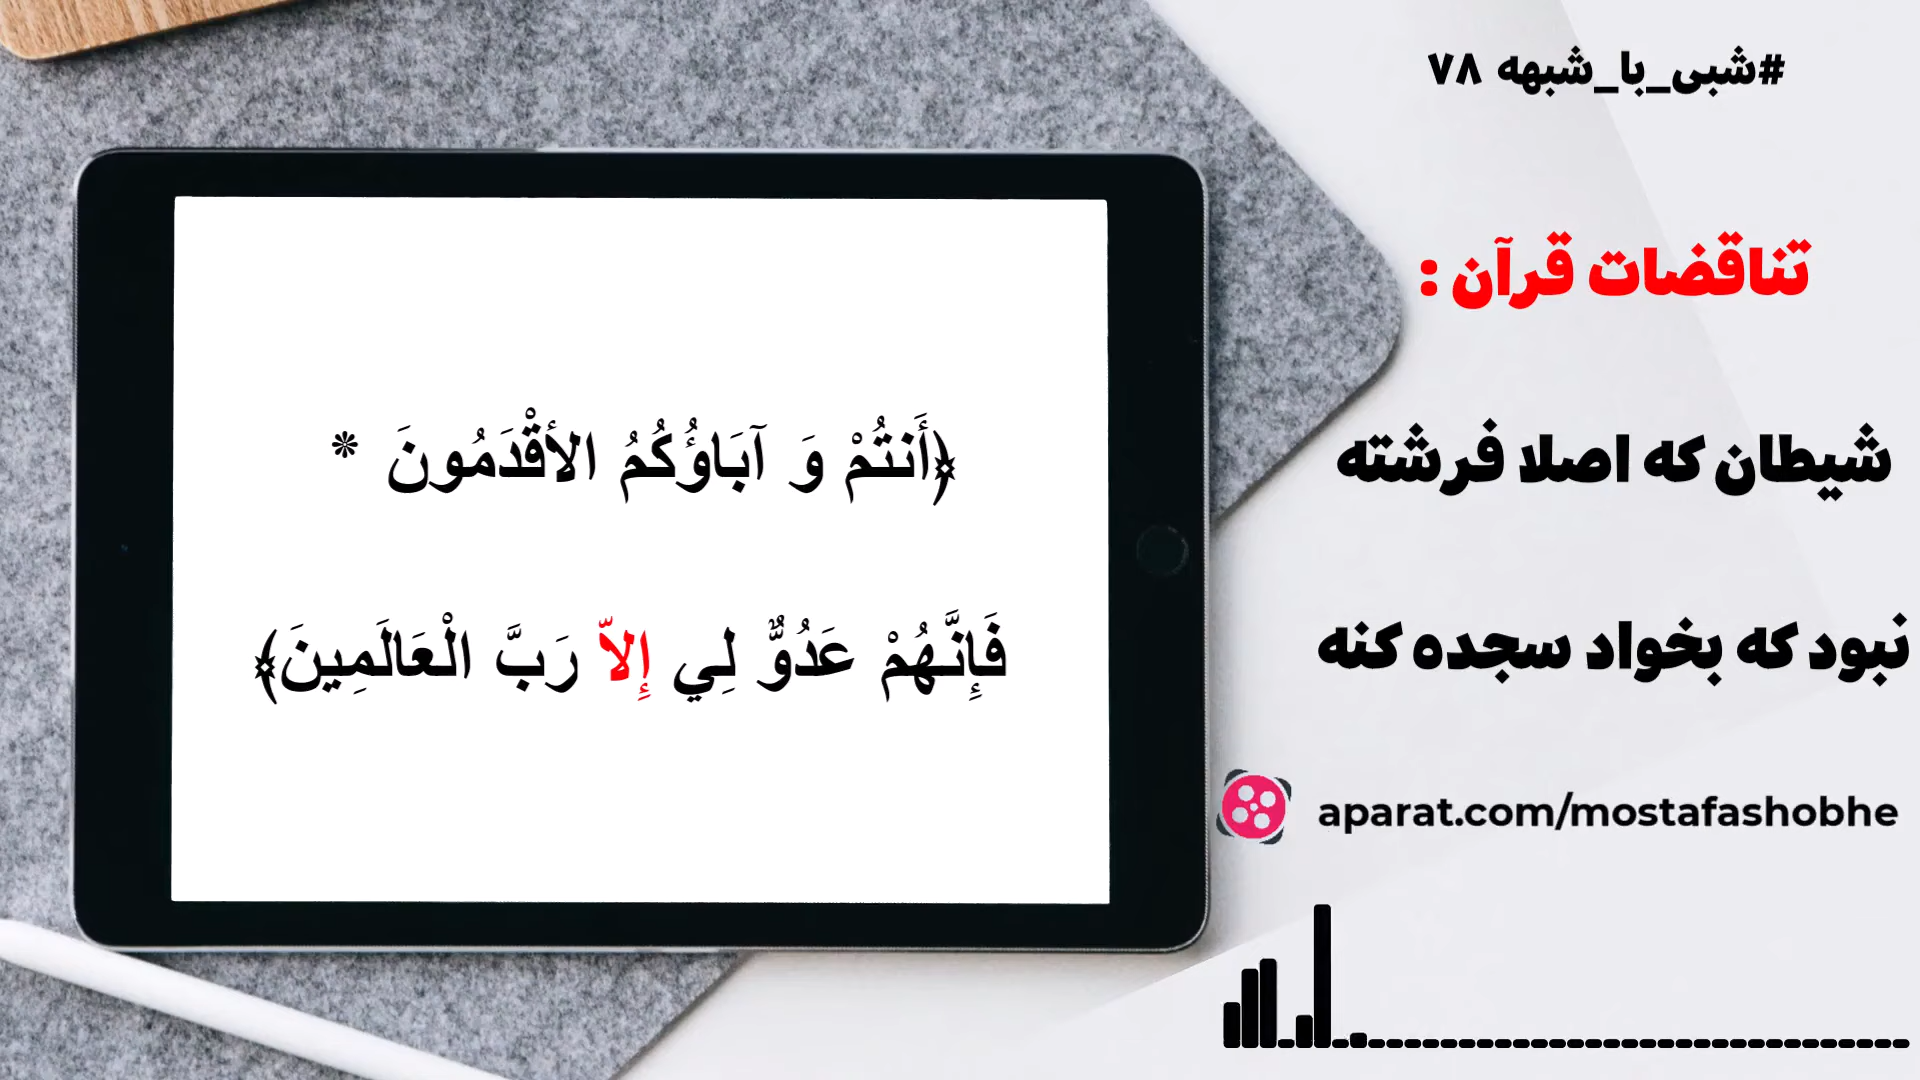 #شبی_با_شبهه ۷۸
تناقضات قرآن :
شیطان که اصلا فرشته
نبود که بخواد سجده کنه
aparat.com/mostafashobhe
﴿أَنتُمْ وَ آبَاؤُكُمُ الأقْدَمُونَ *
فَإِنَّهُمْ عَدُوٌّ لِي إِلاّ رَبَّ الْعَالَمِينَ﴾